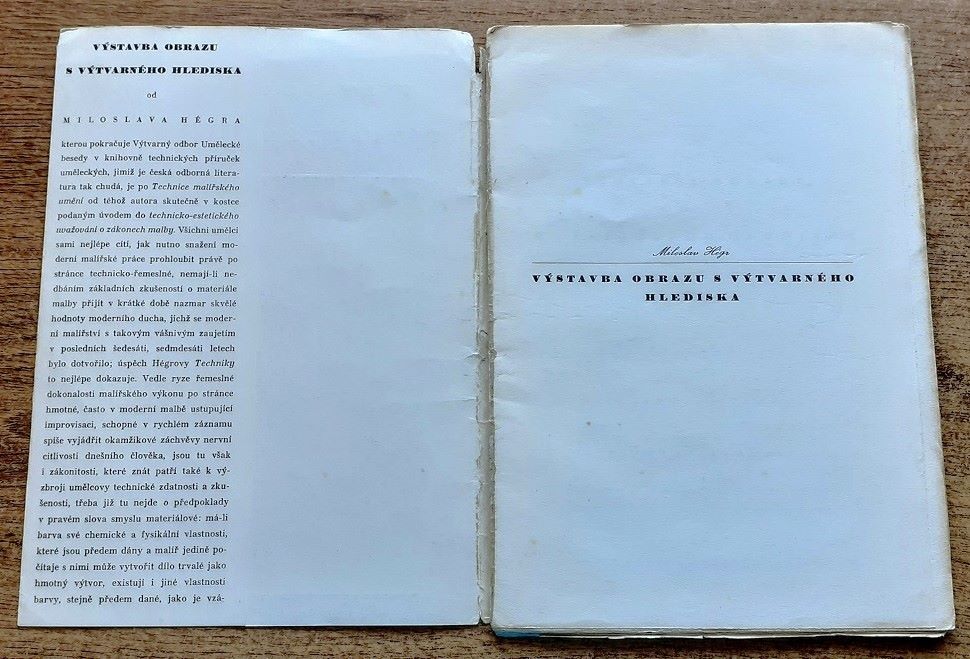 VÝSTAVBA OBRAZU
S VÝTVARNÉHO HLEDISKA
od
MILOSLAVA HÉGRA
kterou pokračuje Výtvarný odbor Umělecké
besedy v knihovně technických příruček
uměleckých, jimiž je česká odborná litera-
tura tak chudá, je po Technice malířského
umění od téhož autora skutečně v kostce
podaným úvodem do technicko-estetického
uvažování o zákonech malby. Všichni umělci
sami nejlépe cítí, jak nutno snažení mo-
derní malířské práce prohloubit právě po
stránce technicko-řemeslné, nemají-li ne-
dbáním základních zkušeností o materiále
malby přijít v krátké době nazmar skvělé
hodnoty moderního ducha, jichž se moder-
ní malířství s takovým vášnivým zaujetím
v posledních šedesáti, sedmdesáti letech
bylo dotvořilo; úspěch Hégrovy Techniky
to nejlépe dokazuje. Vedle ryze řemeslné
dokonalosti malířského výkonu po stránce
hmotné, často v moderní malbě ustupující
improvisaci, schopné v rychlém záznamu
spíše vyjádřit okamžikové záchvěvy nervní
citlivosti dnešního člověka, jsou tu však
i zákonitosti, které znát patří také k vý-
zbroji umělcovy technické zdatnosti a zku-
šenosti, třeba již tu nejde o předpoklady
v pravém slova smyslu materiálové: má-li
barva své chemické a fysikální vlastnosti,
které jsou předem dány a malíř jedině po-
čítaje s nimi může vytvořit dílo trvalé jako
hmotný výtvor, existují i jiné vlastnosti
barvy, stejně předem dané, jako je vzá-
Miloslav Hégr
VÝSTAVBA OBRAZU S VÝTVARNÉHO
HLEDISKA